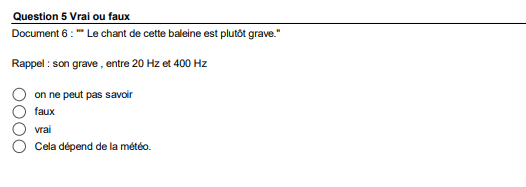 Question 5 Vrai ou faux
Document 6 : "" Le chant de cette baleine est plutôt grave."
Rappel : son grave , entre 20 Hz et 400 Hz
on ne peut pas savoir
faux
vrai
Cela dépend de la météo.